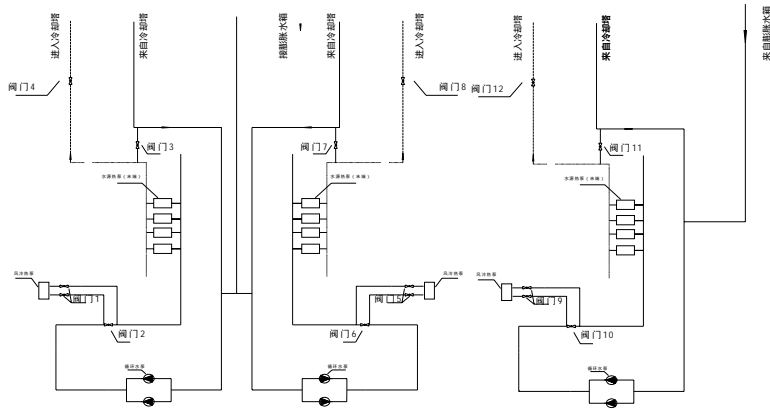 进入冷却塔
来自冷却塔
接膨胀水箱
来自冷却塔
进入冷却塔
进入冷却塔
来自冷却塔
来自膨胀水箱
阀门4
阀门8
阀门12
阀门3
阀门7
阀门11
水源热泵（末端）
水源热泵（末端）
水源热泵（末端）
风冷热泵
风冷热泵
风冷热泵
阀门1
阀门5
阀门9
阀门2
阀门6
阀门10
循环水泵
循环水泵
循环水泵